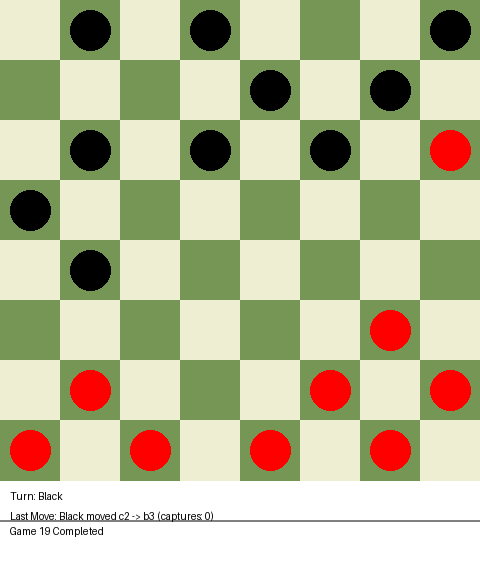 Turn: Black
Last Move: Black moved c2 -> b3 (captures: 0)
Game 19 Completed